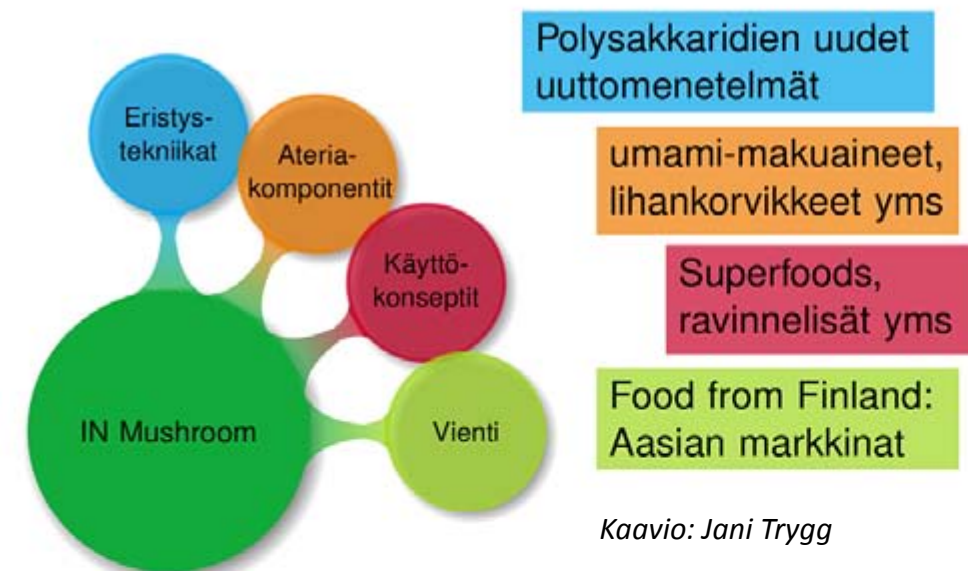 Eristys-
tekniikat
Ateria-
komponentit
Käyttö-
konseptit
IN Mushroom
Vienti
Polysakkaridien uudet
uuttomenetelmät
umami-makuaineet,
lihankorvikkeet yms
Superfoods,
ravinnelisät yms
Food from Finland:
Aasian markkinat
Kaavio: Jani Trygg